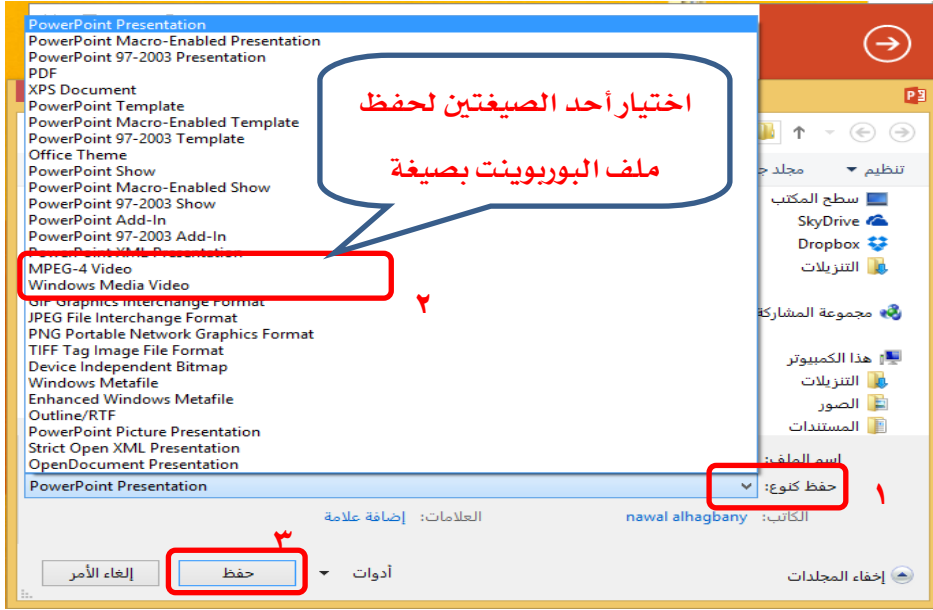 PowerPoint Presentation
PowerPoint Macro-Enabled Presentation
PowerPoint 97-2003 Presentation
PDF
XPS Document
PowerPoint Template
PowerPoint Macro-Enabled Template
PowerPoint 97-2003 Template
Office Theme
PowerPoint Show
PowerPoint Macro-Enabled Show
PowerPoint 97-2003 Show
PowerPoint Add-In
PowerPoint 97-2003 Add-In
PowerPoint XML Presentation
MPEG-4 Video
Windows Media Video
GIF Graphics Interchange Format
JPEG File Interchange Format
PNG Portable Network Graphics Format
TIFF Tag Image File Format
Device Independent Bitmap
Windows Metafile
Enhanced Windows Metafile
Outline/RTF
PowerPoint Picture Presentation
Strict Open XML Presentation
OpenDocument Presentation
اختيار أحد الصيغتين لحفظ
ملف البوربوينت بصيغة
٢
تنظيم
مجلد
سطح المكتب
SkyDrive
Dropbox
التنزيلات
مجموعة المشاركة
هذا الكمبيوتر
التنزيلات
الصور
المستندات
اسم الملف:
حفظ كنوع: PowerPoint Presentation
١
الكاتب: nawal alhagbany العلامات: إضافة علامة
٣
إخفاء المجلدات أدوات حفظ إلغاء الأمر